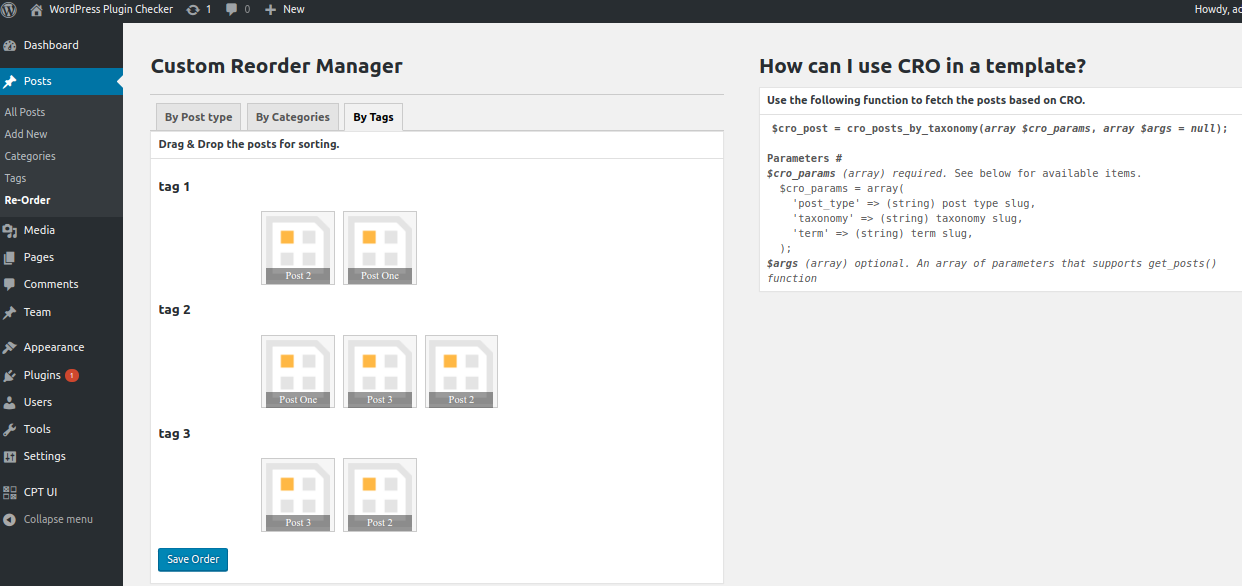 WordPress Plugin Checker 1 0 New
Howdy, ad
Dashboard
Posts
All Posts
Add New
Categories
Tags
Re-Order
Media
Pages
Comments
Team
Appearance
Plugins 1
Users
Tools
Settings
CPT UI
Collapse menu
Custom Reorder Manager
By Post type By Categories By Tags
Drag & Drop the posts for sorting.
tag 1
Post 2 Post One
tag 2
Post One Post 3 Post 2
tag 3
Post 3 Post 2
Save Order
How can I use CRO in a template?
Use the following function to fetch the posts based on CRO.
$cro_post = cro_posts_by_taxonomy(array $cro_params, array $args = null);
Parameters #
$cro_params (array) required. See below for available items.
$cro_params = array(
'post_type' => (string) post type slug,
'taxonomy' => (string) taxonomy slug,
'term' => (string) term slug,
);
$args (array) optional. An array of parameters that supports get_posts()
function